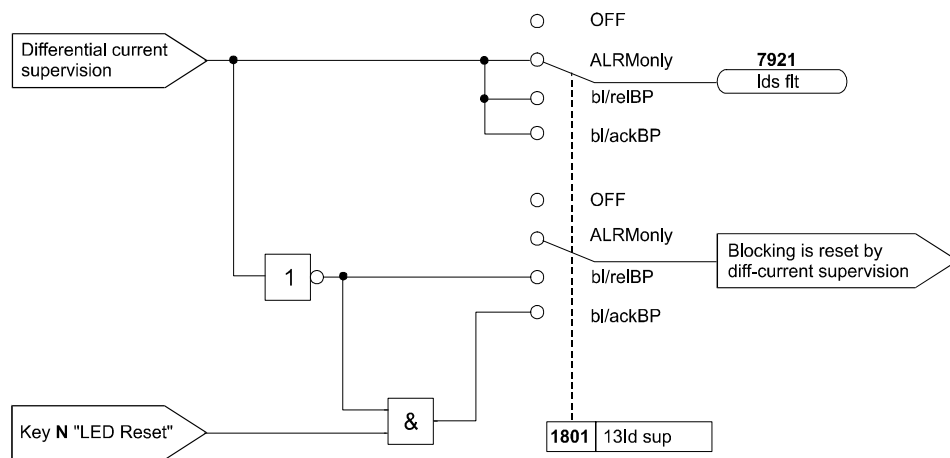 OFF
Differential current
supervision
ALRMonly
7921
Ids flt
bl/relBP
bl/ackBP
OFF
ALRMonly
Blocking is reset by
diff-current supervision
bl/relBP
1
bl/ackBP
&
Key N "LED Reset"
1801 13Id sup